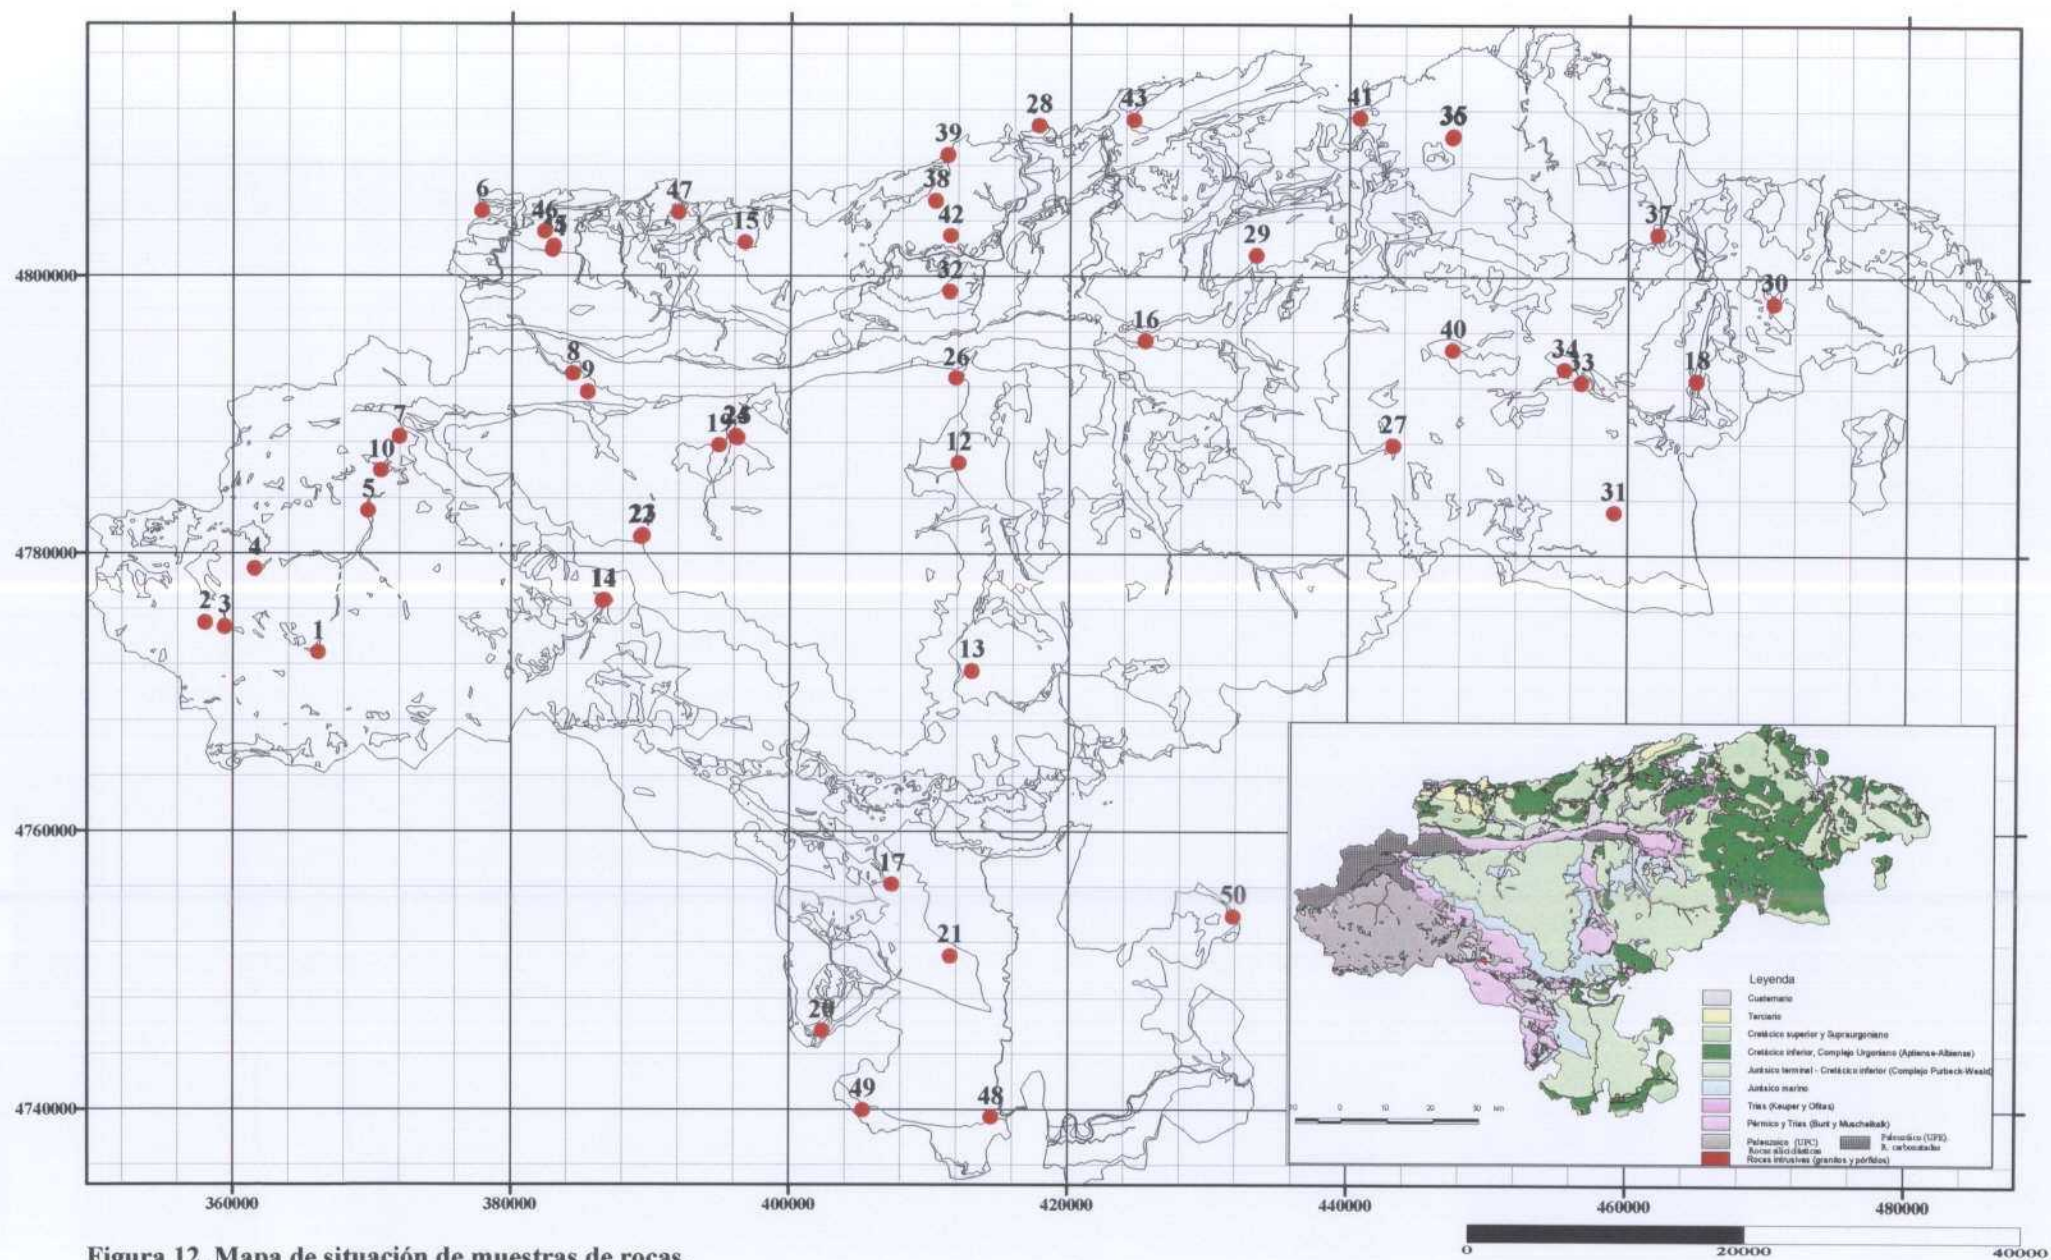 28
43
41
36
39
6
47
38
46
15
42
37
29
4800000
32
30
16
40
8
26
34
33
18
9
7
19
27
10
12
5
31
4
4780000
14
2
3
1
13
4760000
17
50
21
20
49
48
4740000
Leyenda
Cuaternario
Terciario
Cretácico superior y Supraurgoniano
Cretácico inferior, Complejo Urgoniano (Aptiense-Albiense)
Jurásico terminal - Cretácico inferior (Complejo Purbeck-Weald)
Jurásico marino
10 0 10 20 30
Trias (Keuper y Ofitas)
Pérmico y Trias (Bunt y Muschelkalk)
Paleozoico (UPC)
Rocas siliciclásticas
Paleozoico (UPE).
R. carbonatadas
Rocas intrusivas (granitos y pórfidos)
360000 380000 400000 420000 440000 460000 480000
0 20000 40000
Figura 12. Mapa de situación de muestras de rocas